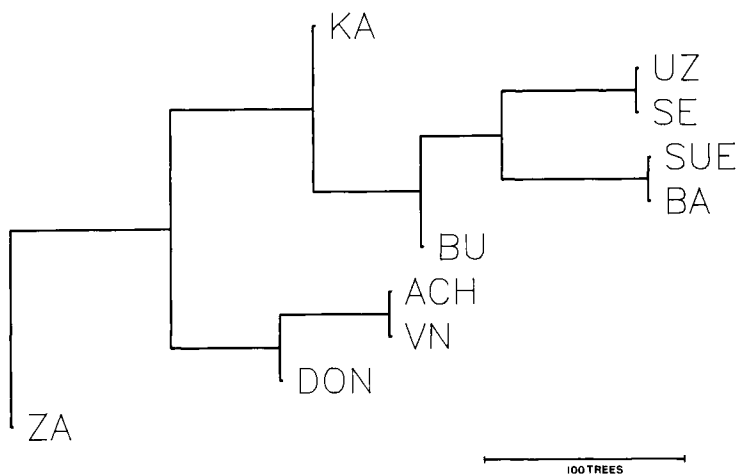 KA
UZ
SE
SUE
BA
BU
ACH
VN
DON
ZA
100 TREES